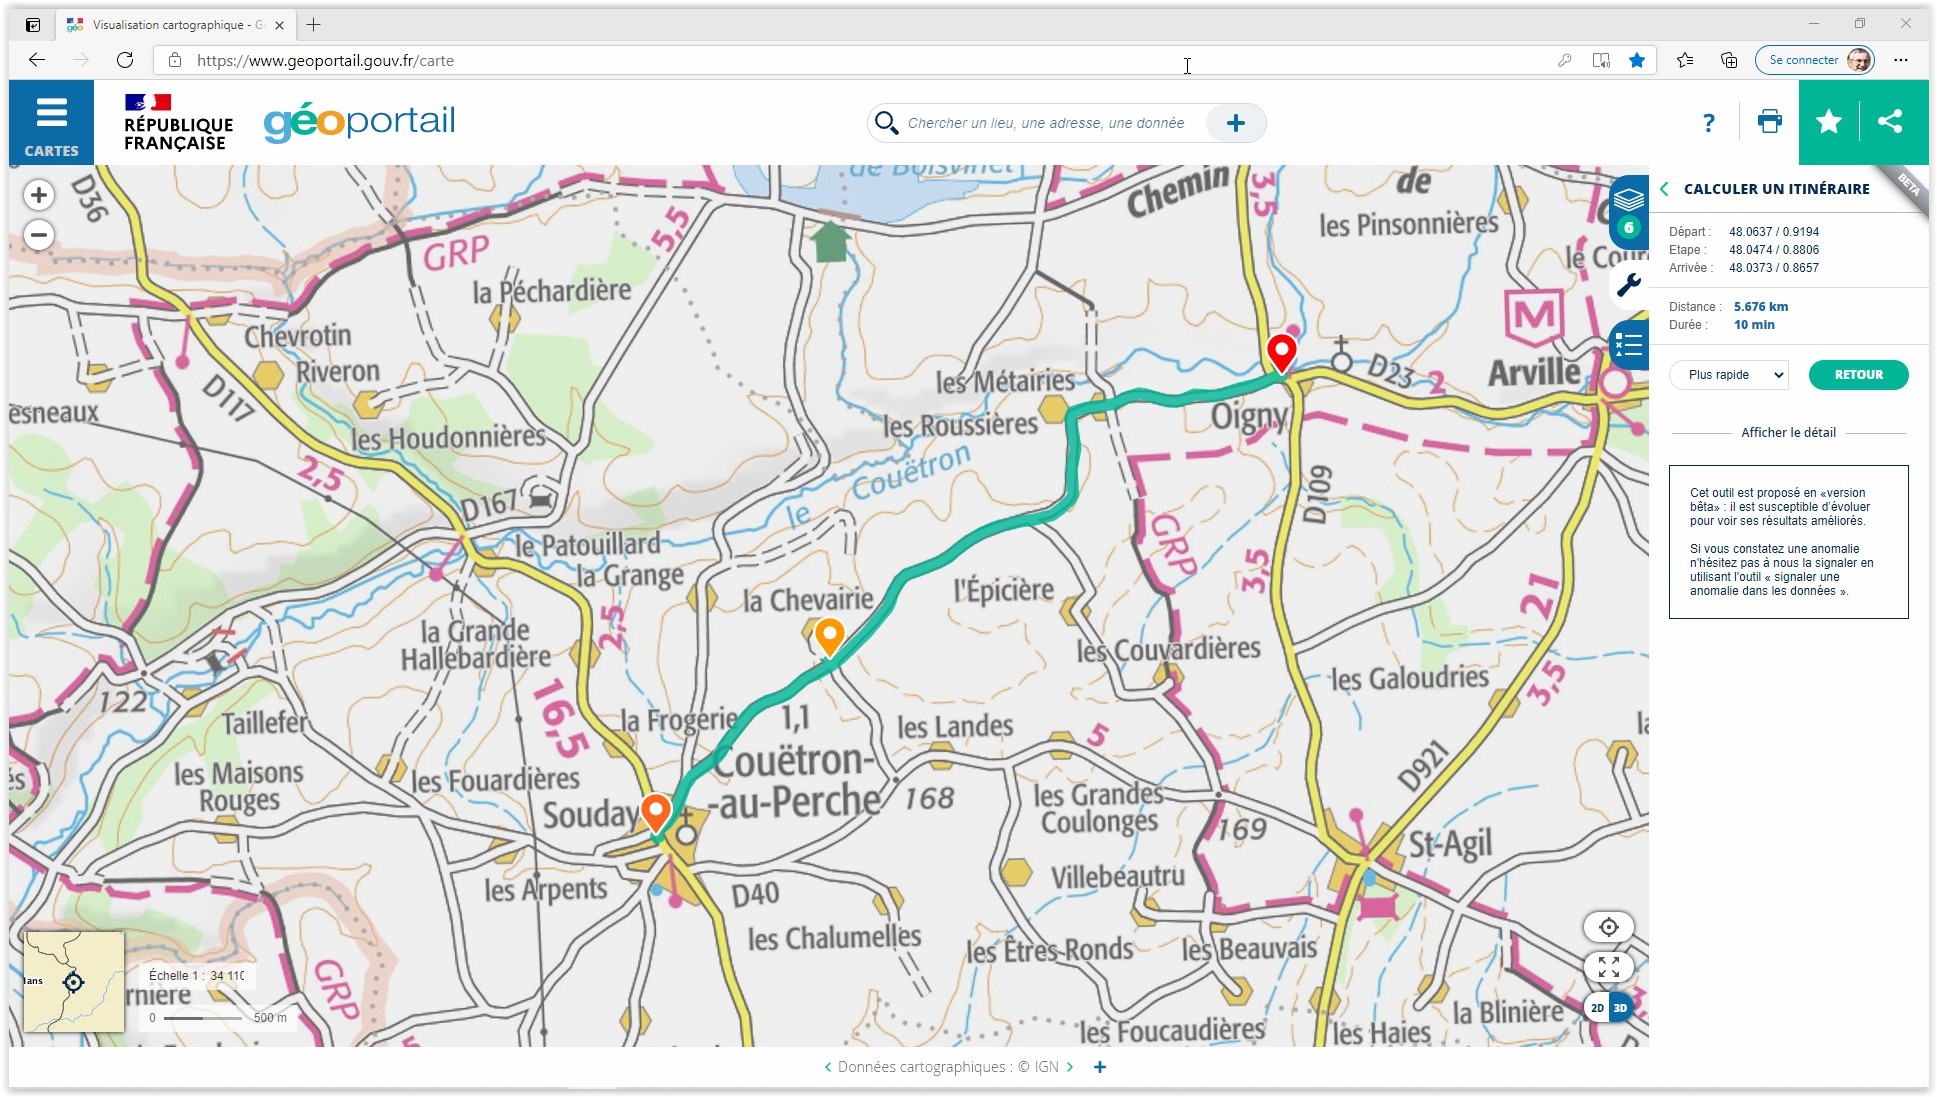 Visualisation cartographique - G
https://www.geoportail.gouv.fr/carte
Se connecter
CARTES
RÉPUBLIQUE
FRANÇAISE
géoportail
Chercher un lieu, une adresse, une donnée
?
BETA
CALCULER UN ITINÉRAIRE
Départ : 48.0637 / 0.9194
Etape : 48.0474 / 0.8806
Arrivée : 48.0373 / 0.8657
Distance : 5.676 km
Durée : 10 min
Plus rapide
RETOUR
Afficher le détail
Cet outil est proposé en «version
bêta» : il est susceptible d'évoluer
pour voir ses résultats améliorés.
Si vous constatez une anomalie
n'hésitez pas à nous la signaler en
utilisant l'outil « signaler une
anomalie dans les données ».
6
de Boisvinet
D36
GRP
5,5
Chemin
3,5
de
les Pinsonnières
la Péchardière
Chevrotin
Riveron
M
D117
les Métairies
D23
2
Arville
esneaux
les Houdonnières
les Roussières
Oigny
2,5
D167
le
Couëtron
D109
le Patouillard
la Grange
GRP
3,5
21
la Chevairie
l'Épicière
2,5
la Grande
Hallebardière
les Couvardières
les Galoudries
3,5
122
Taillefer
16,5
la Frogerie
1,1
les Landes
5
les Maisons
Rouges
les Fouardières
Couëtron-
-au-Perche
168
D921
les Grandes
Coulonges
Souday
169
St-Agil
les Arpents
D40
Villebeautru
les Chalumelles
les Êtres-Ronds
les Beauvais
GRP
lans
Échelle 1 : 34 110
rnière
0
500 m
les Foucaudières
les Haies
la Blinière
2D
3D
Données cartographiques : © IGN